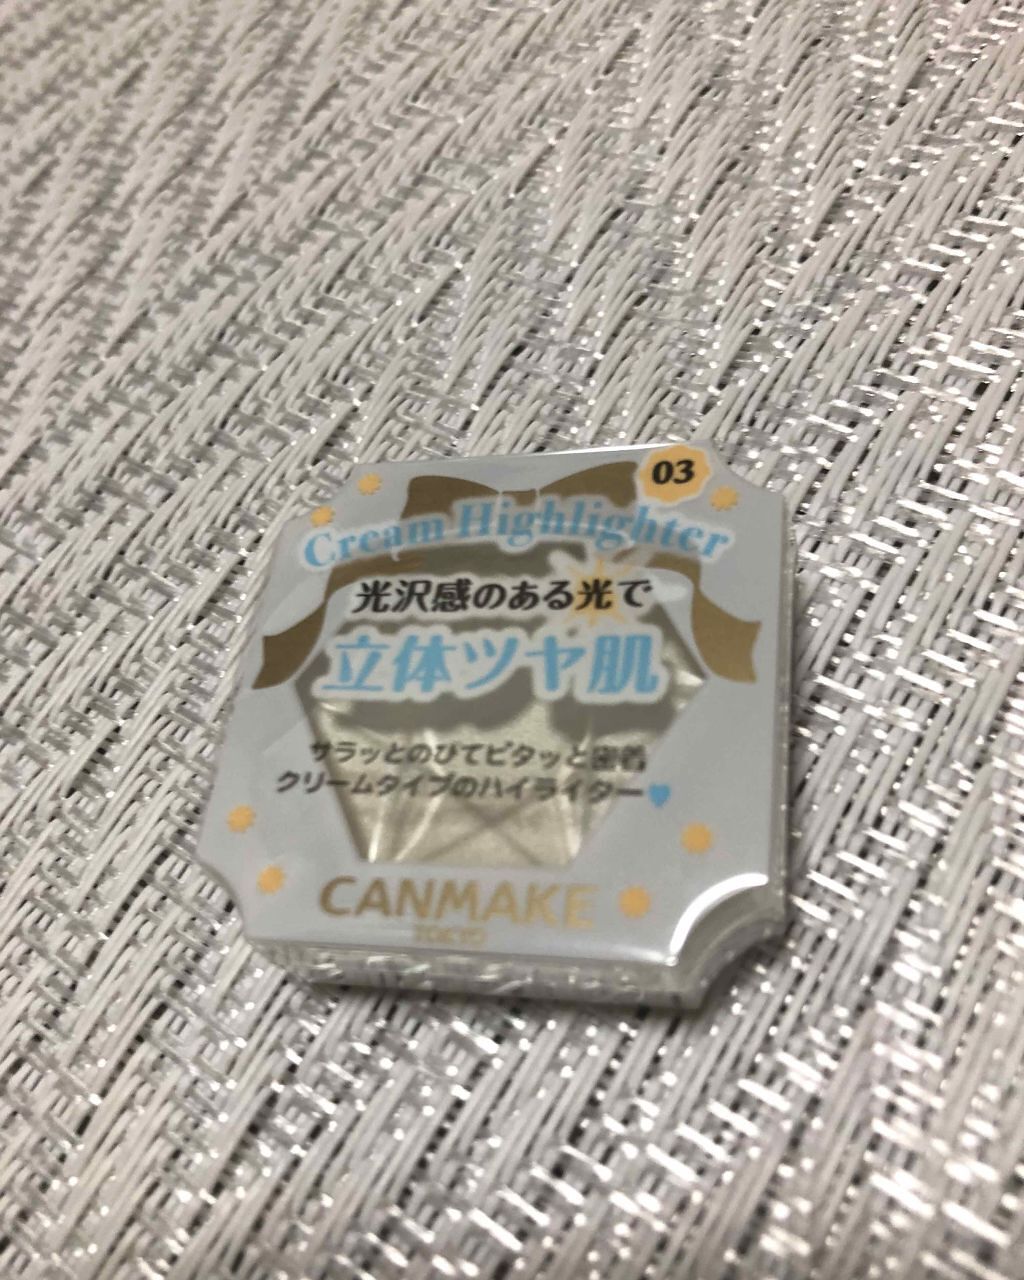 03
Cream Highlighter
光沢感のある光で
立体ツヤ肌
サラッとのびてピタッと密着
クリームタイプのハイライター
CANMAKE
TOKYO